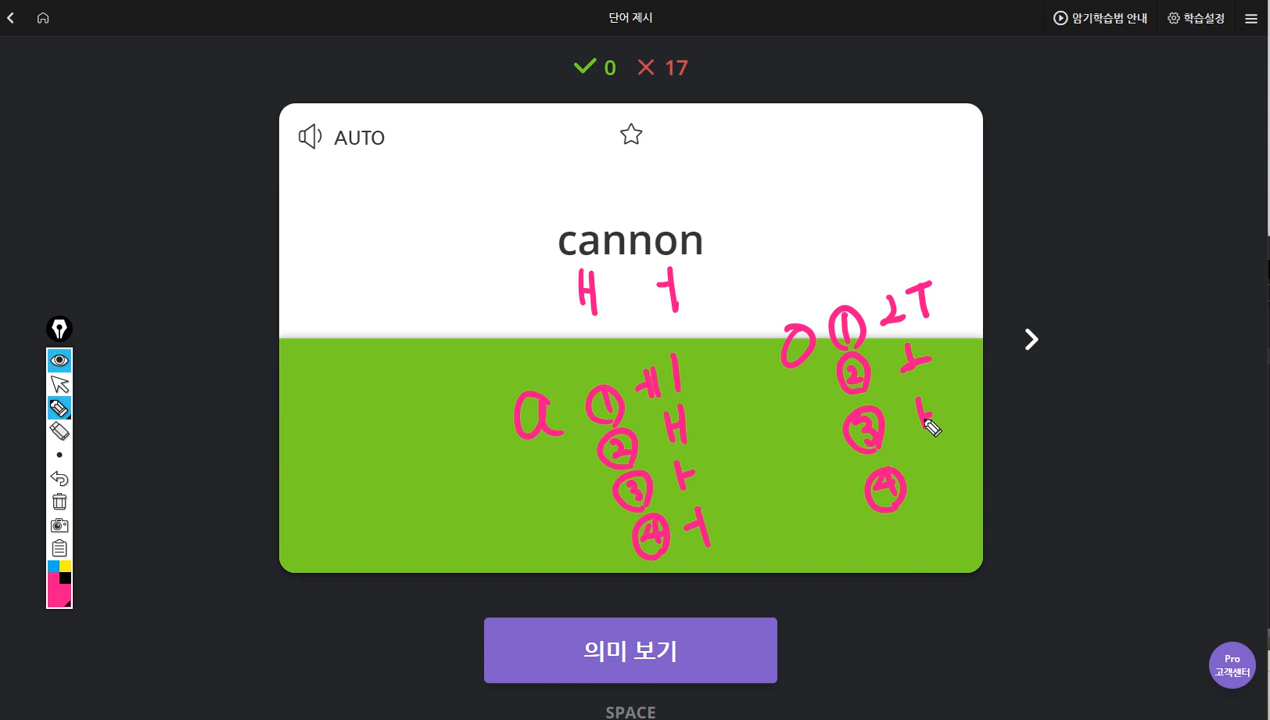 단어 제시
암기학습법 안내
학습설정
0 17
AUTO
cannon
ㅐ ㅓ
a ① ㅔㅣ
② ㅐ
③ ㅏ
④ ㅓ
O ①
② ㅗ
③ ㅏ
④
의미 보기
SPACE
Pro
고객센터